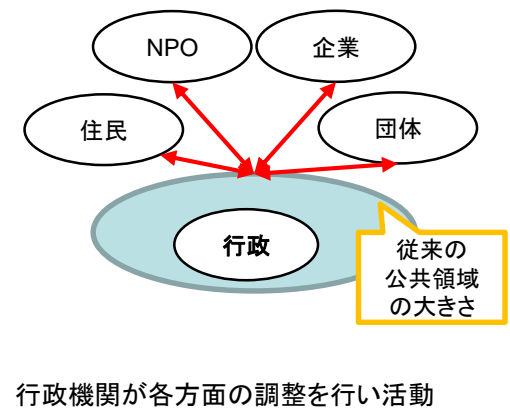 NPO
企業
住民
団体
行政
従来の
公共領域
の大きさ
行政機関が各方面の調整を行い活動